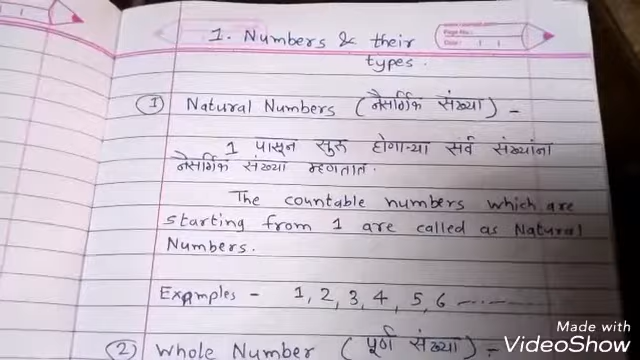 1. Numbers & their
types.
Page No.:
Date:
① Natural Numbers (नैसर्गिक संख्या) -
1 पासून सुरु होणाऱ्या सर्व संख्यांना
नैसर्गिक संख्या म्हणतात.
The countable numbers which are
starting from 1 are called as Natural
Numbers.
Examples - 1, 2, 3, 4, 5, 6 ------
② Whole Number (पूर्ण संख्या) -
Made with
VideoShow